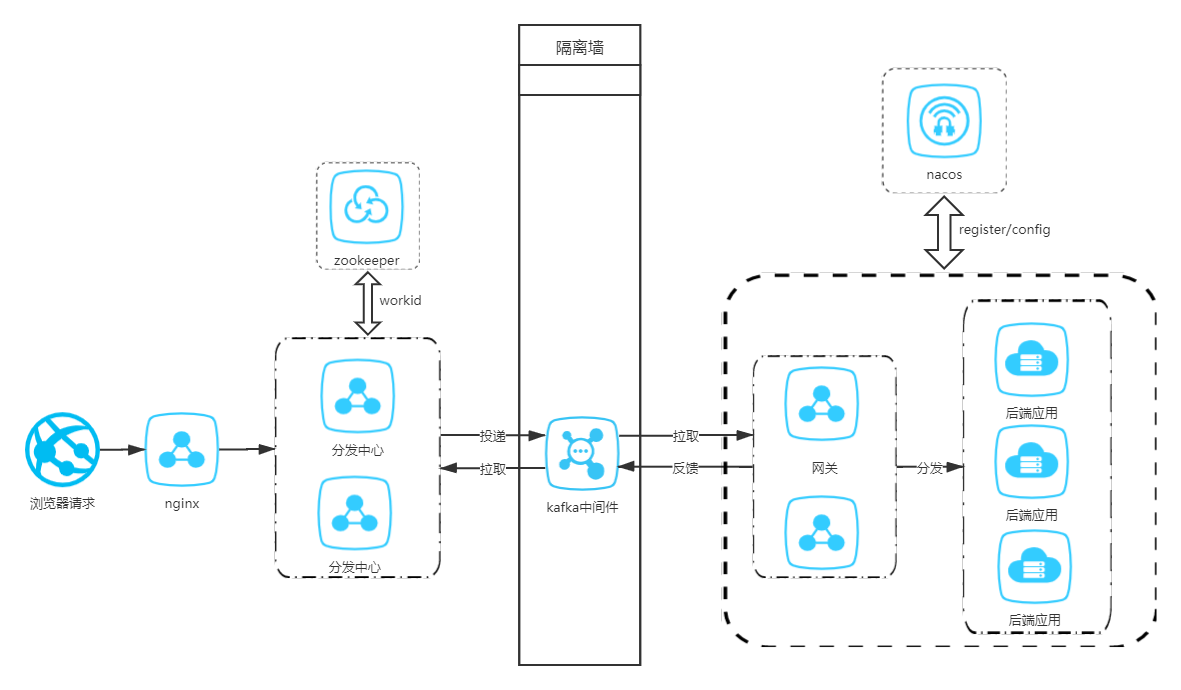 隔离墙
nacos
register/config
zookeeper
workid
浏览器请求
nginx
分发中心
分发中心
投递
拉取
kafka中间件
拉取
反馈
网关
分发
后端应用
后端应用
后端应用